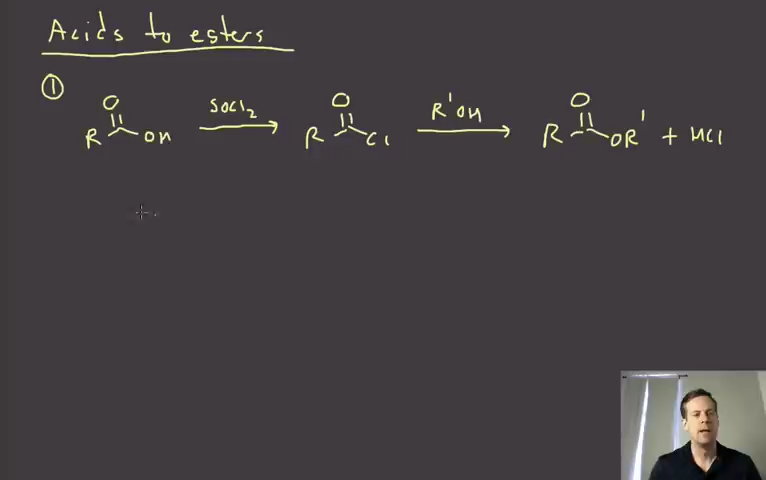 Acids to esters
①
O O O
SOCl₂ R'OH
R OH R Cl R OR' + HCl